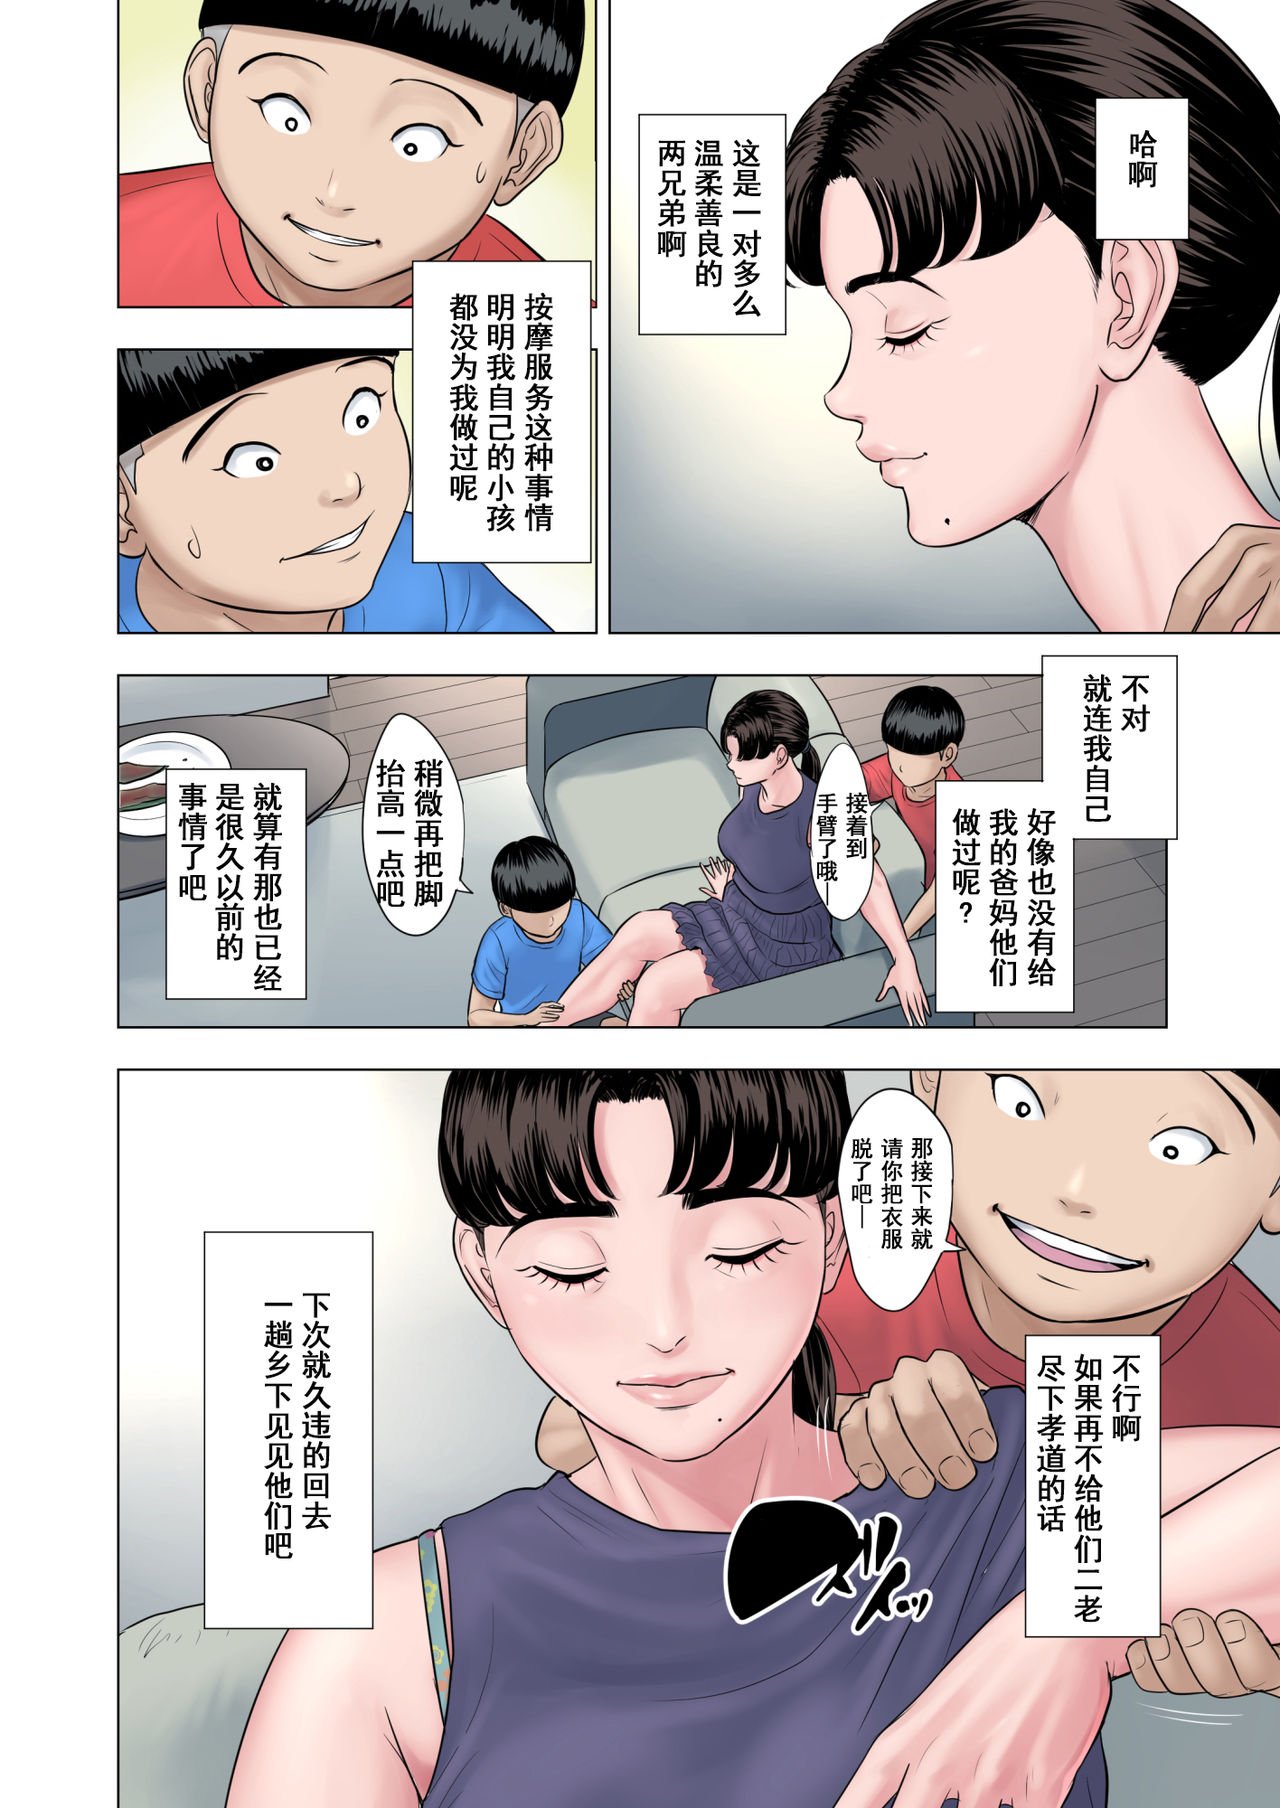 哈啊
这是一对多么
温柔善良的
两兄弟啊
按摩服务这种事情
明明我自己的小孩
都没为我做过呢
不对
就连我自己
好像也没有给
我的爸妈他们
做过呢？
接着到
手臂了哦—
稍微再把脚
抬高一点吧
就算有那也已经
是很久以前的
事情了吧
那接下来就
请你把衣服
脱了吧—
不行啊
如果再不给他们二老
尽下孝道的话
ズイッ
下次就久违的回去
一趟乡下见见他们吧